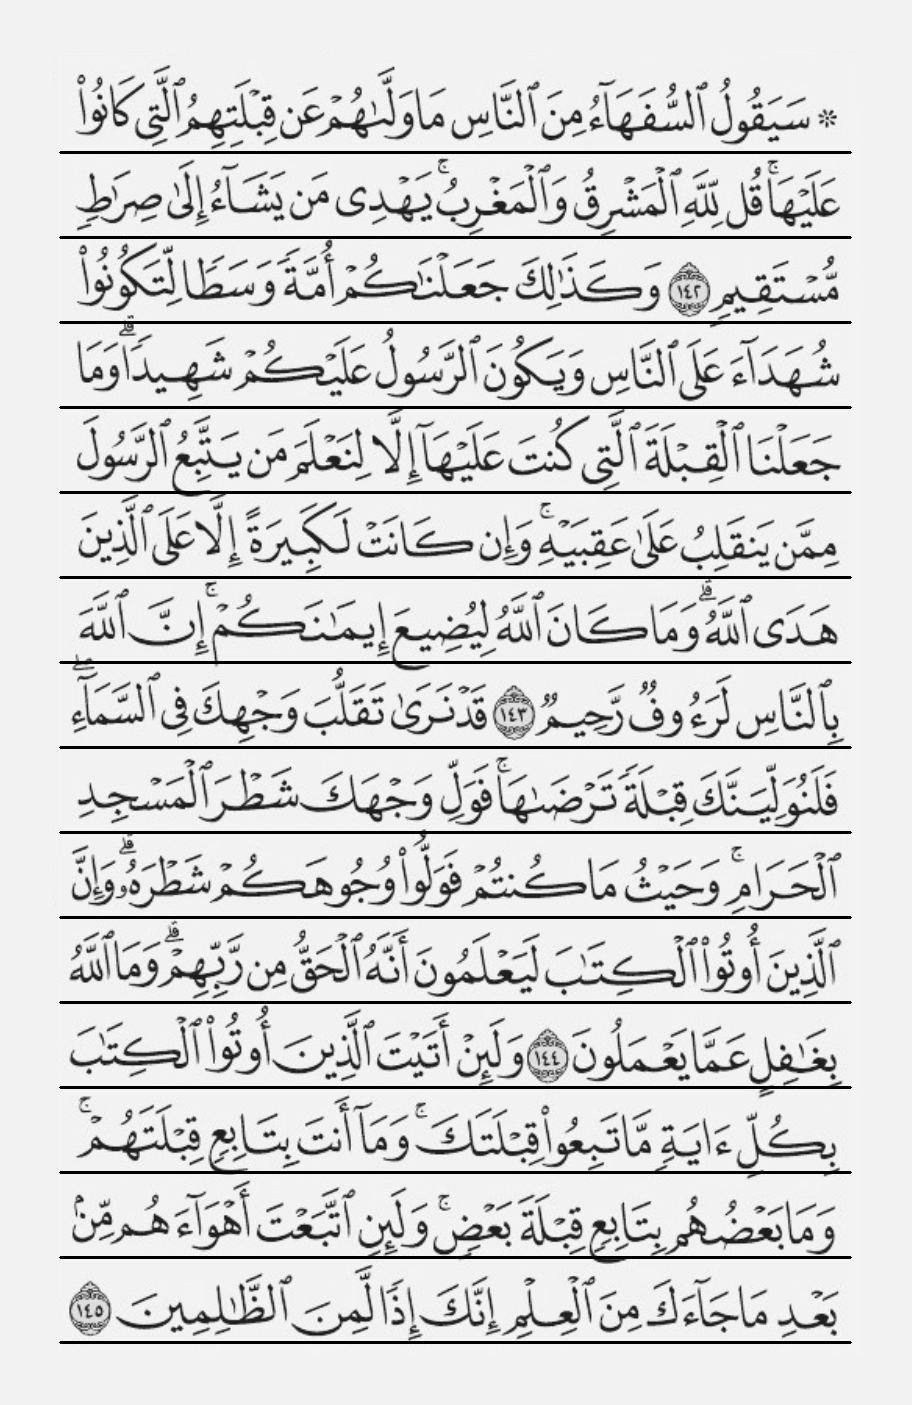 ۞ سَيَقُولُ ٱلسُّفَهَآءُ مِنَ ٱلنَّاسِ مَا وَلَّىٰهُمْ عَن قِبْلَتِهِمُ ٱلَّتِى كَانُوا۟
عَلَيْهَا ۚ قُل لِّلَّهِ ٱلْمَشْرِقُ وَٱلْمَغْرِبُ ۚ يَهْدِى مَن يَشَآءُ إِلَىٰ صِرَٰطٍ
مُّسْتَقِيمٍ ١٤٢ وَكَذَٰلِكَ جَعَلْنَٰكُمْ أُمَّةً وَسَطًا لِّتَكُونُوا۟
شُهَدَآءَ عَلَى ٱلنَّاسِ وَيَكُونَ ٱلرَّسُولُ عَلَيْكُمْ شَهِيدًا ۗ وَمَا
جَعَلْنَا ٱلْقِبْلَةَ ٱلَّتِى كُنتَ عَلَيْهَآ إِلَّا لِنَعْلَمَ مَن يَتَّبِعُ ٱلرَّسُولَ
مِمَّن يَنقَلِبُ عَلَىٰ عَقِبَيْهِ ۚ وَإِن كَانَتْ لَكَبِيرَةً إِلَّا عَلَى ٱلَّذِينَ
هَدَى ٱللَّهُ ۗ وَمَا كَانَ ٱللَّهُ لِيُضِيعَ إِيمَٰنَكُمْ ۚ إِنَّ ٱللَّهَ
بِٱلنَّاسِ لَرَءُوفٌ رَّحِيمٌ ١٤٣ قَدْ نَرَىٰ تَقَلُّبَ وَجْهِكَ فِى ٱلسَّمَآءِ ۖ
فَلَنُوَلِّيَنَّكَ قِبْلَةً تَرْضَىٰهَا ۚ فَوَلِّ وَجْهَكَ شَطْرَ ٱلْمَسْجِدِ
ٱلْحَرَامِ ۚ وَحَيْثُ مَا كُنتُمْ فَوَلُّوا۟ وُجُوهَكُمْ شَطْرَهُۥ ۗ وَإِنَّ
ٱلَّذِينَ أُوتُوا۟ ٱلْكِتَٰبَ لَيَعْلَمُونَ أَنَّهُ ٱلْحَقُّ مِن رَّبِّهِمْ ۗ وَمَا ٱللَّهُ
بِغَٰفِلٍ عَمَّا يَعْمَلُونَ ١٤٤ وَلَئِنْ أَتَيْتَ ٱلَّذِينَ أُوتُوا۟ ٱلْكِتَٰبَ
بِكُلِّ ءَايَةٍ مَّا تَبِعُوا۟ قِبْلَتَكَ ۚ وَمَآ أَنتَ بِتَابِعٍ قِبْلَتَهُمْ ۚ
وَمَا بَعْضُهُم بِتَابِعٍ قِبْلَةَ بَعْضٍ ۚ وَلَئِنِ ٱتَّبَعْتَ أَهْوَآءَهُم مِّنۢ
بَعْدِ مَا جَآءَكَ مِنَ ٱلْعِلْمِ إِنَّكَ إِذًا لَّمِنَ ٱلظَّٰلِمِينَ ١٤٥